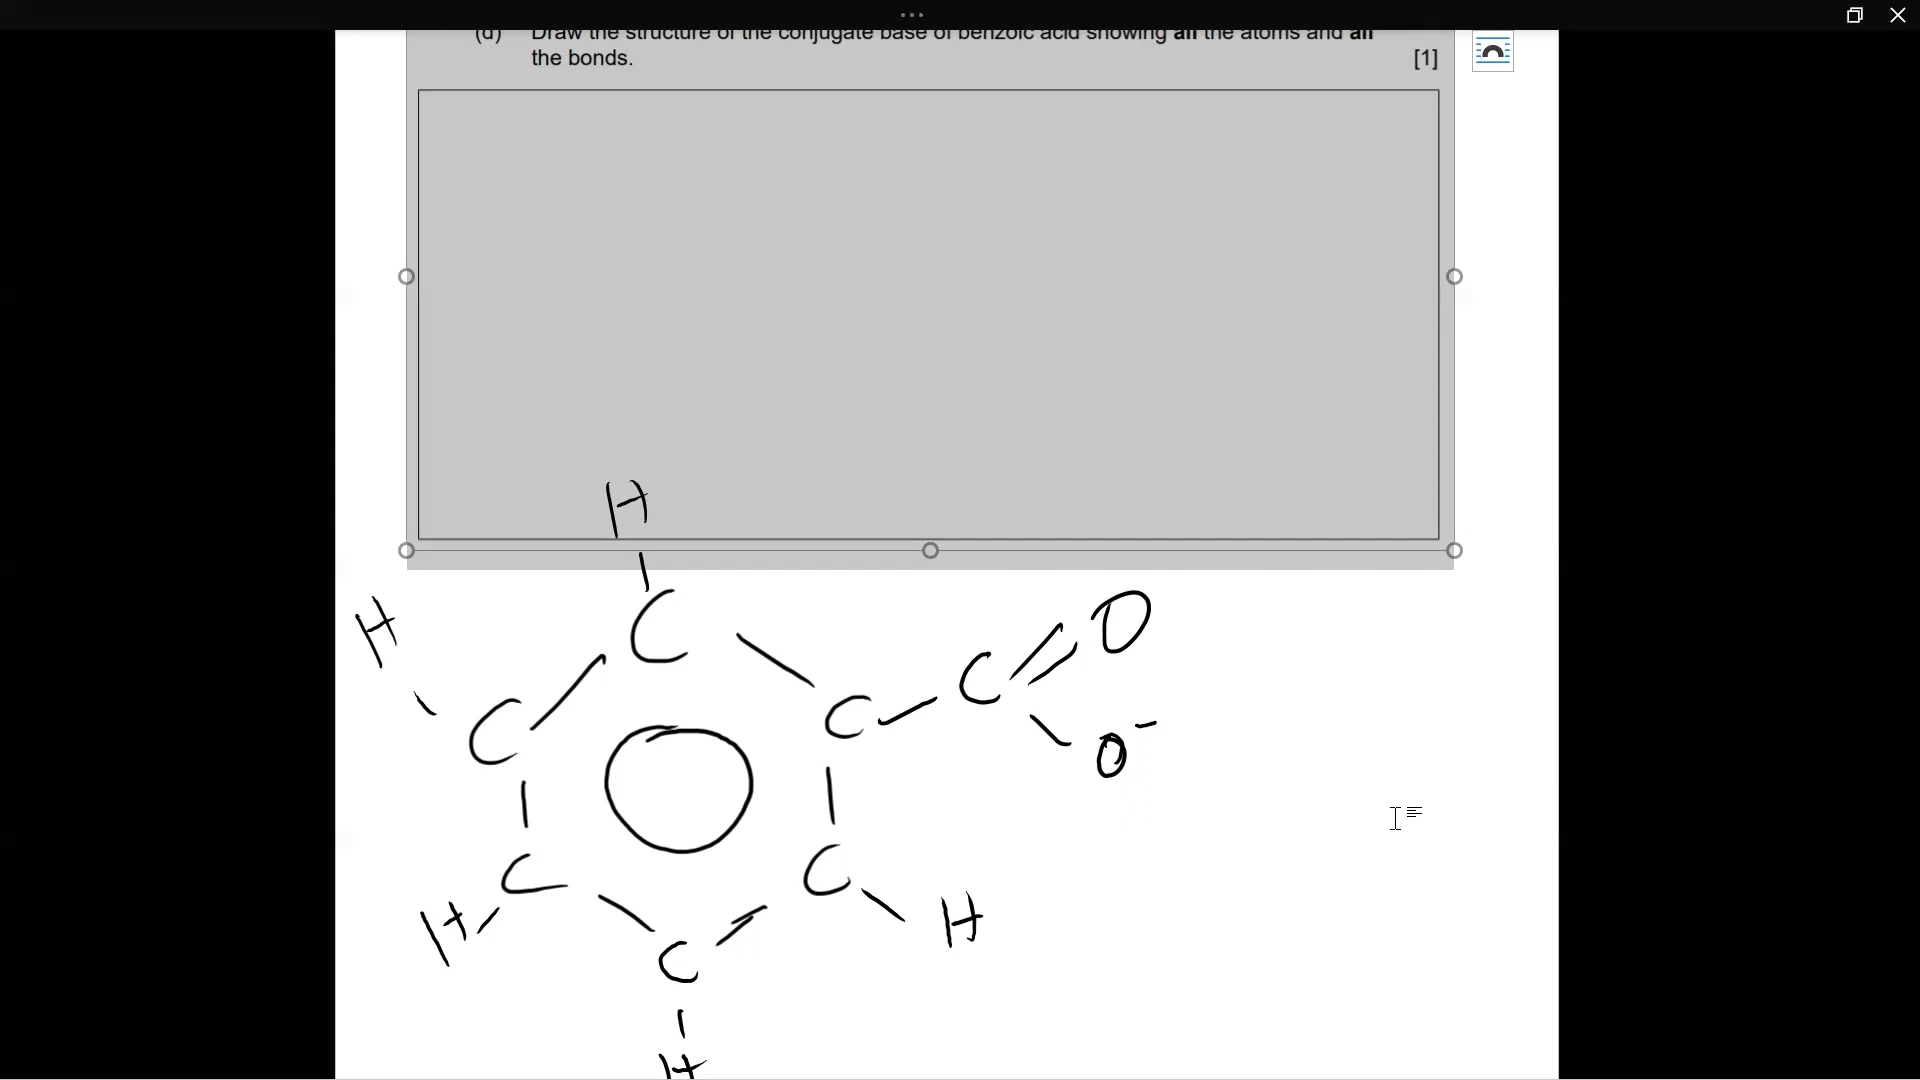 (d) Draw the structure of the conjugate base of benzoic acid showing all the atoms and all
the bonds. [1]
H
H
C
O
C
C
C
O-
C
C
H
H
C
H